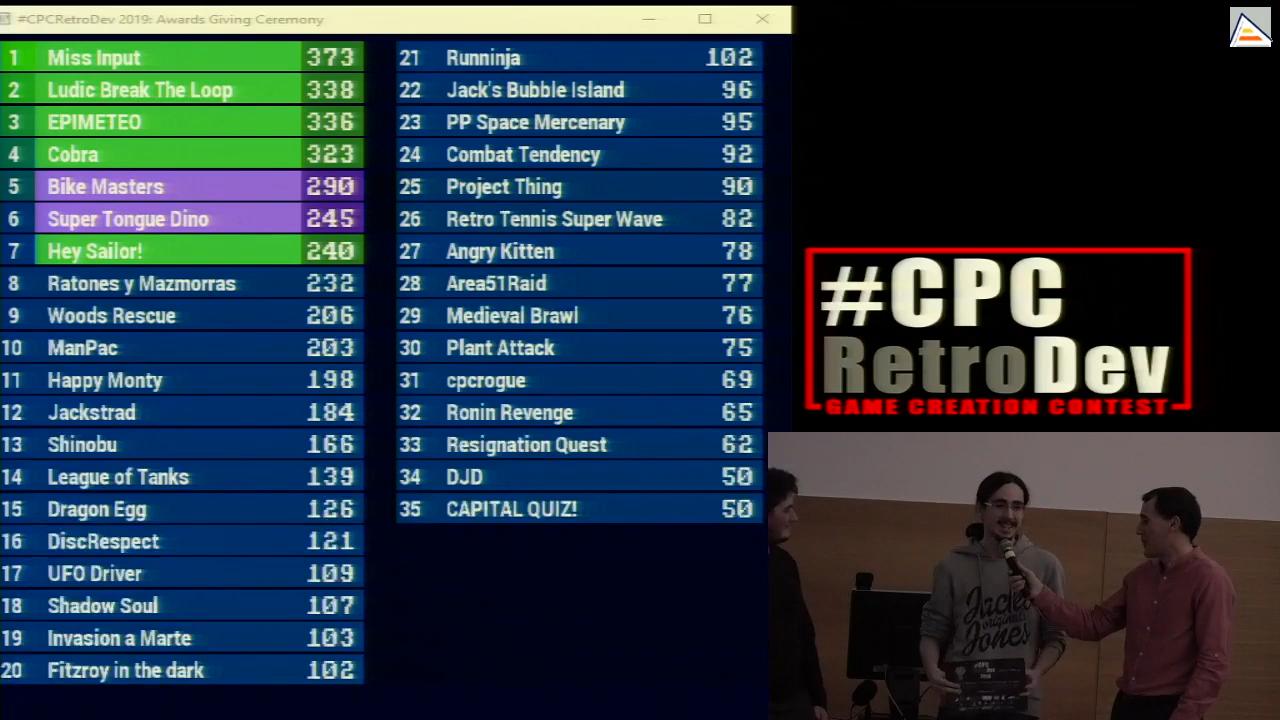 #CPCRetroDev 2019: Awards Giving Ceremony
1 Miss Input 373
2 Ludic Break The Loop 338
3 EPIMETEO 336
4 Cobra 323
5 Bike Masters 290
6 Super Tongue Dino 245
7 Hey Sailor! 240
8 Ratones y Mazmorras 232
9 Woods Rescue 206
10 ManPac 203
11 Happy Monty 198
12 Jackstrad 184
13 Shinobu 166
14 League of Tanks 139
15 Dragon Egg 126
16 DiscRespect 121
17 UFO Driver 109
18 Shadow Soul 107
19 Invasion a Marte 103
20 Fitzroy in the dark 102
21 Runninja 102
22 Jack's Bubble Island 96
23 PP Space Mercenary 95
24 Combat Tendency 92
25 Project Thing 90
26 Retro Tennis Super Wave 82
27 Angry Kitten 78
28 Area51Raid 77
29 Medieval Brawl 76
30 Plant Attack 75
31 cpcrogue 69
32 Ronin Revenge 65
33 Resignation Quest 62
34 DJD 50
35 CAPITAL QUIZ! 50
#CPC
RetroDev
GAME CREATION CONTEST
Jack
originals
Jones